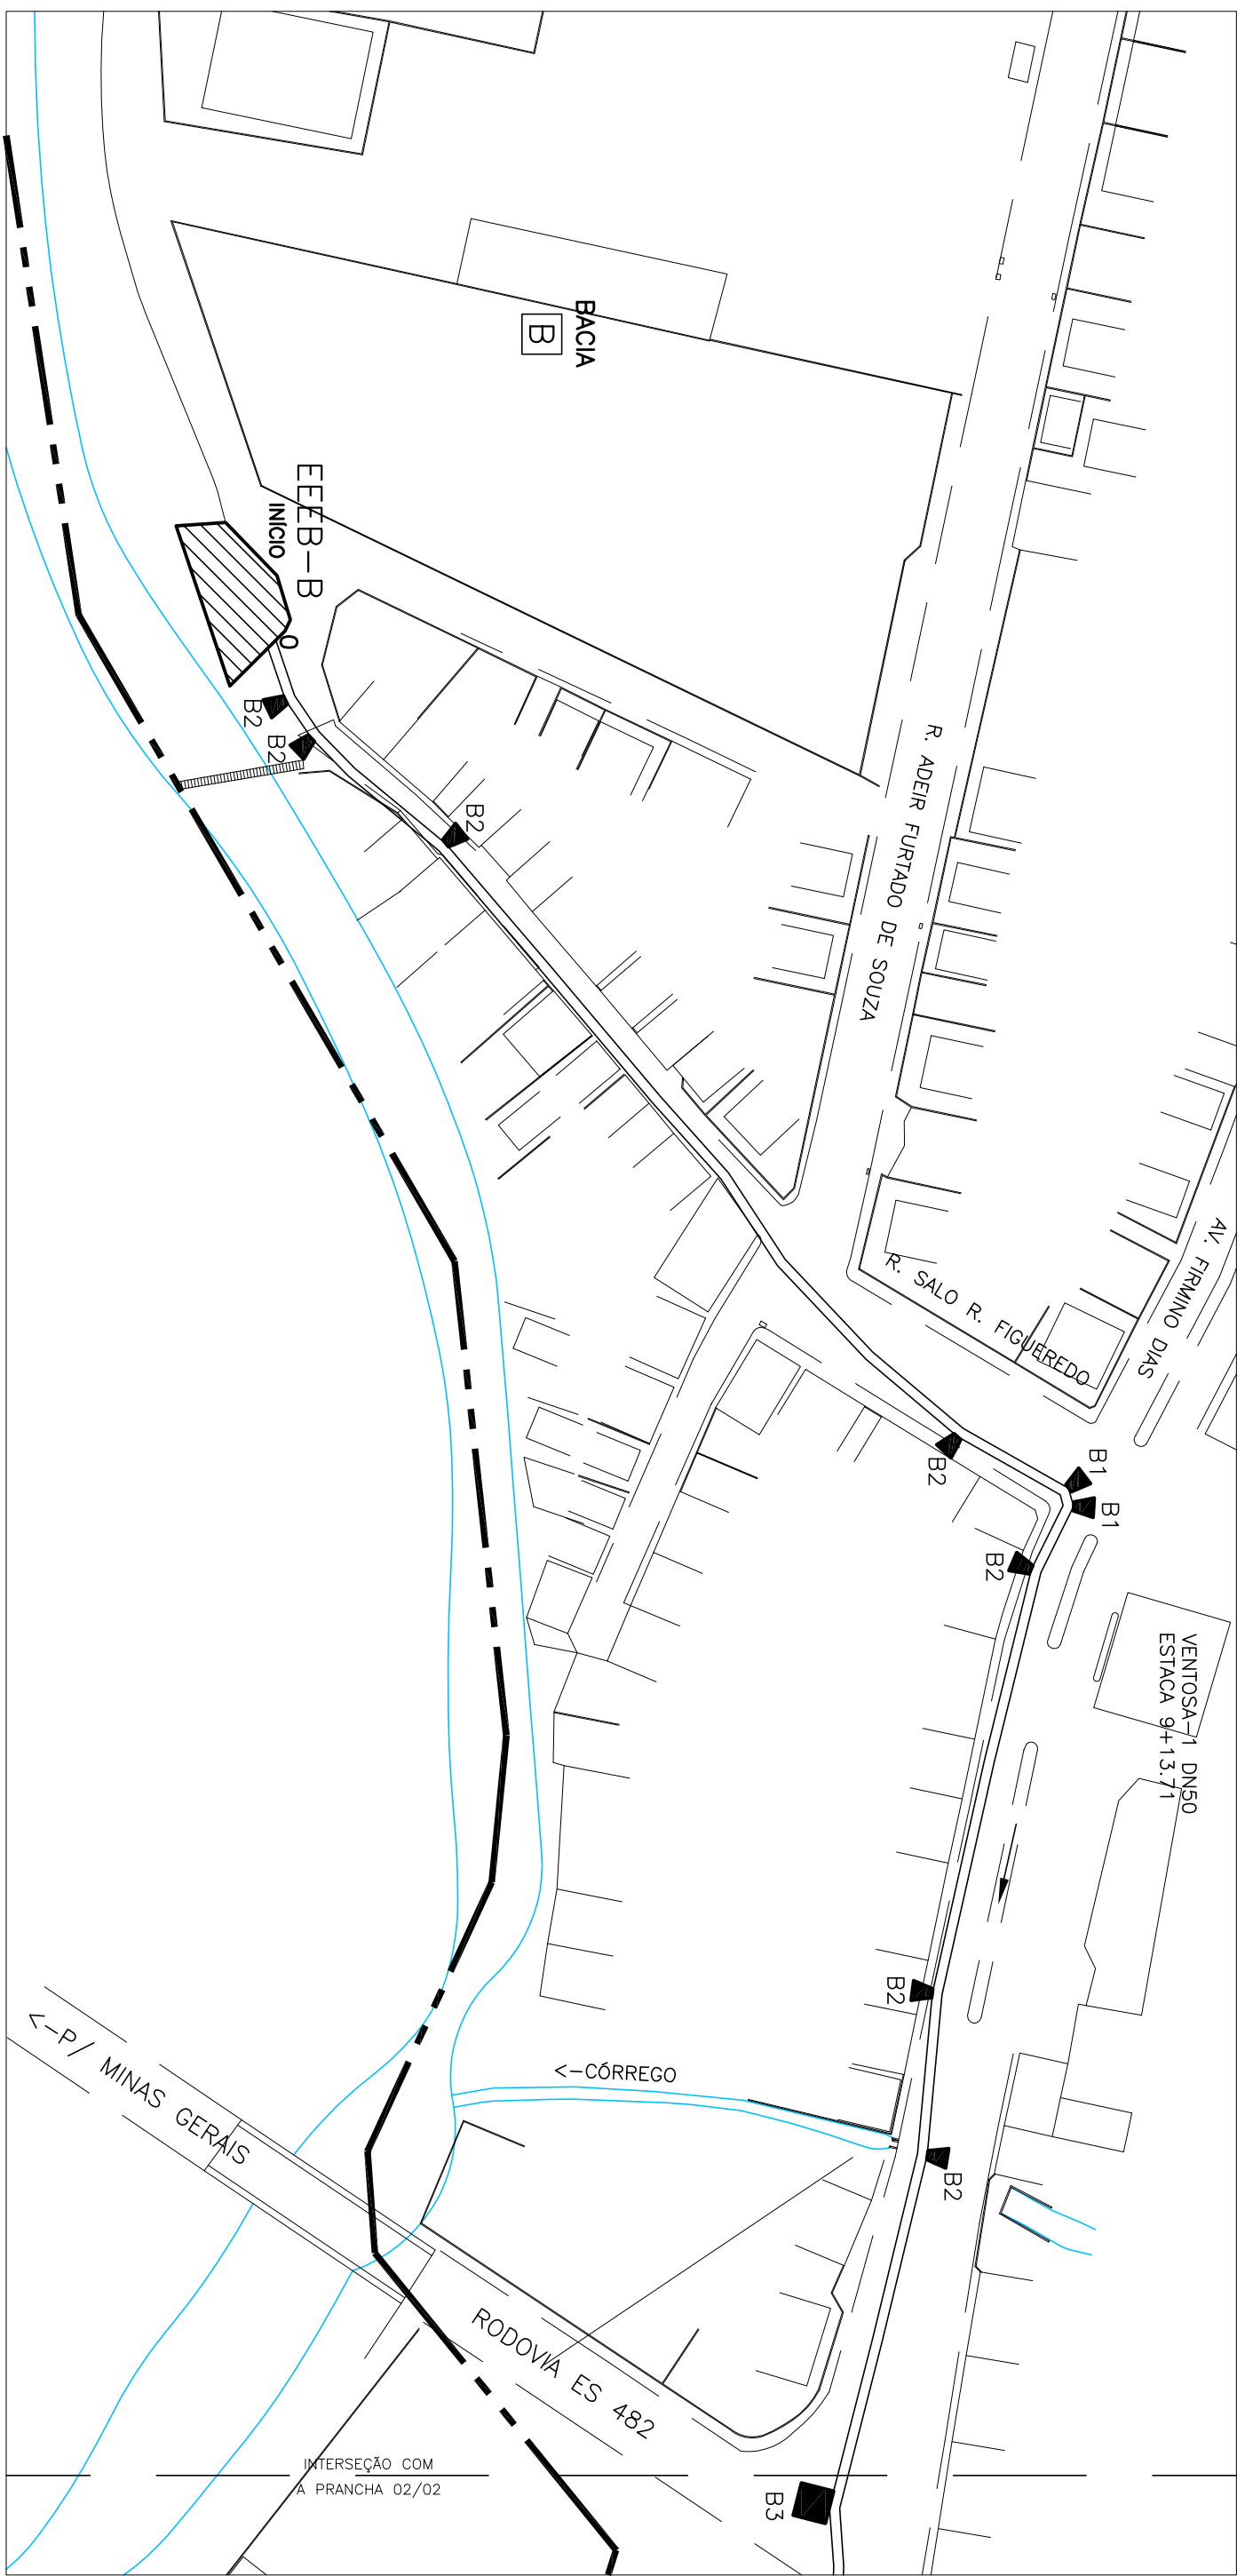 BACIA
B
EEEB-B
INÍCIO
0
B2
B2
B2
R. ADEIR FURTADO DE SOUZA
R. SALO R. FIGUEREDO
AV. FIRMINO DIAS
B1
B1
B2
B2
VENTOSA-1 DN50
ESTACA 9+13.71
B2
<-CÓRREGO
B2
<-P/ MINAS GERAIS
RODOVIA ES 482
INTERSEÇÃO COM
A PRANCHA 02/02
B3